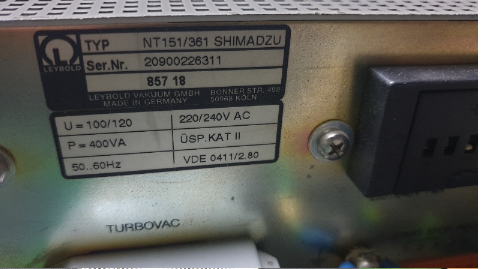 TYP NT151/361 SHIMADZU
LEYBOLD
Ser.Nr. 20900226311
857 18
LEYBOLD VAKUUM GMBH BONNER STR. 498
MADE IN GERMANY 50968 KÖLN
U = 100/120 220/240V AC
P = 400VA ÜSP.KAT II
50..60Hz VDE 0411/2.80
TURBOVAC